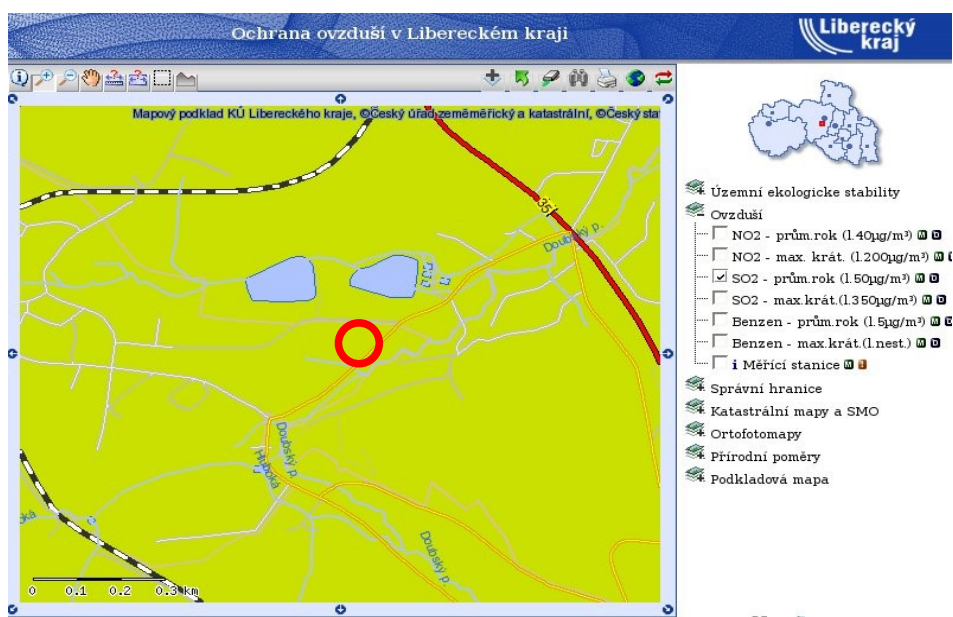 Ochrana ovzduší v Libereckém kraji
Liberecký
kraj
Mapový podklad KÚ Libereckého kraje, ©Český úřad zeměměřický a katastrální, ©Český sta
35
Doubský p.
Doubský p.
Hluboká
Doubský p.
0 0.1 0.2 0.3 km
Územní ekologicke stability
Ovzduší
NO2 - prům.rok (l.40µg/m³) M D
NO2 - max. krát. (l.200µg/m³) M
SO2 - prům.rok (l.50µg/m³) M D
SO2 - max.krát.(l.350µg/m³) M D
Benzen - prům.rok (l.5µg/m³) M D
Benzen - max.krát.(l.nest.) M D
i Měřící stanice M
Správní hranice
Katastrální mapy a SMO
Ortofotomapy
Přírodní poměry
Podkladová mapa